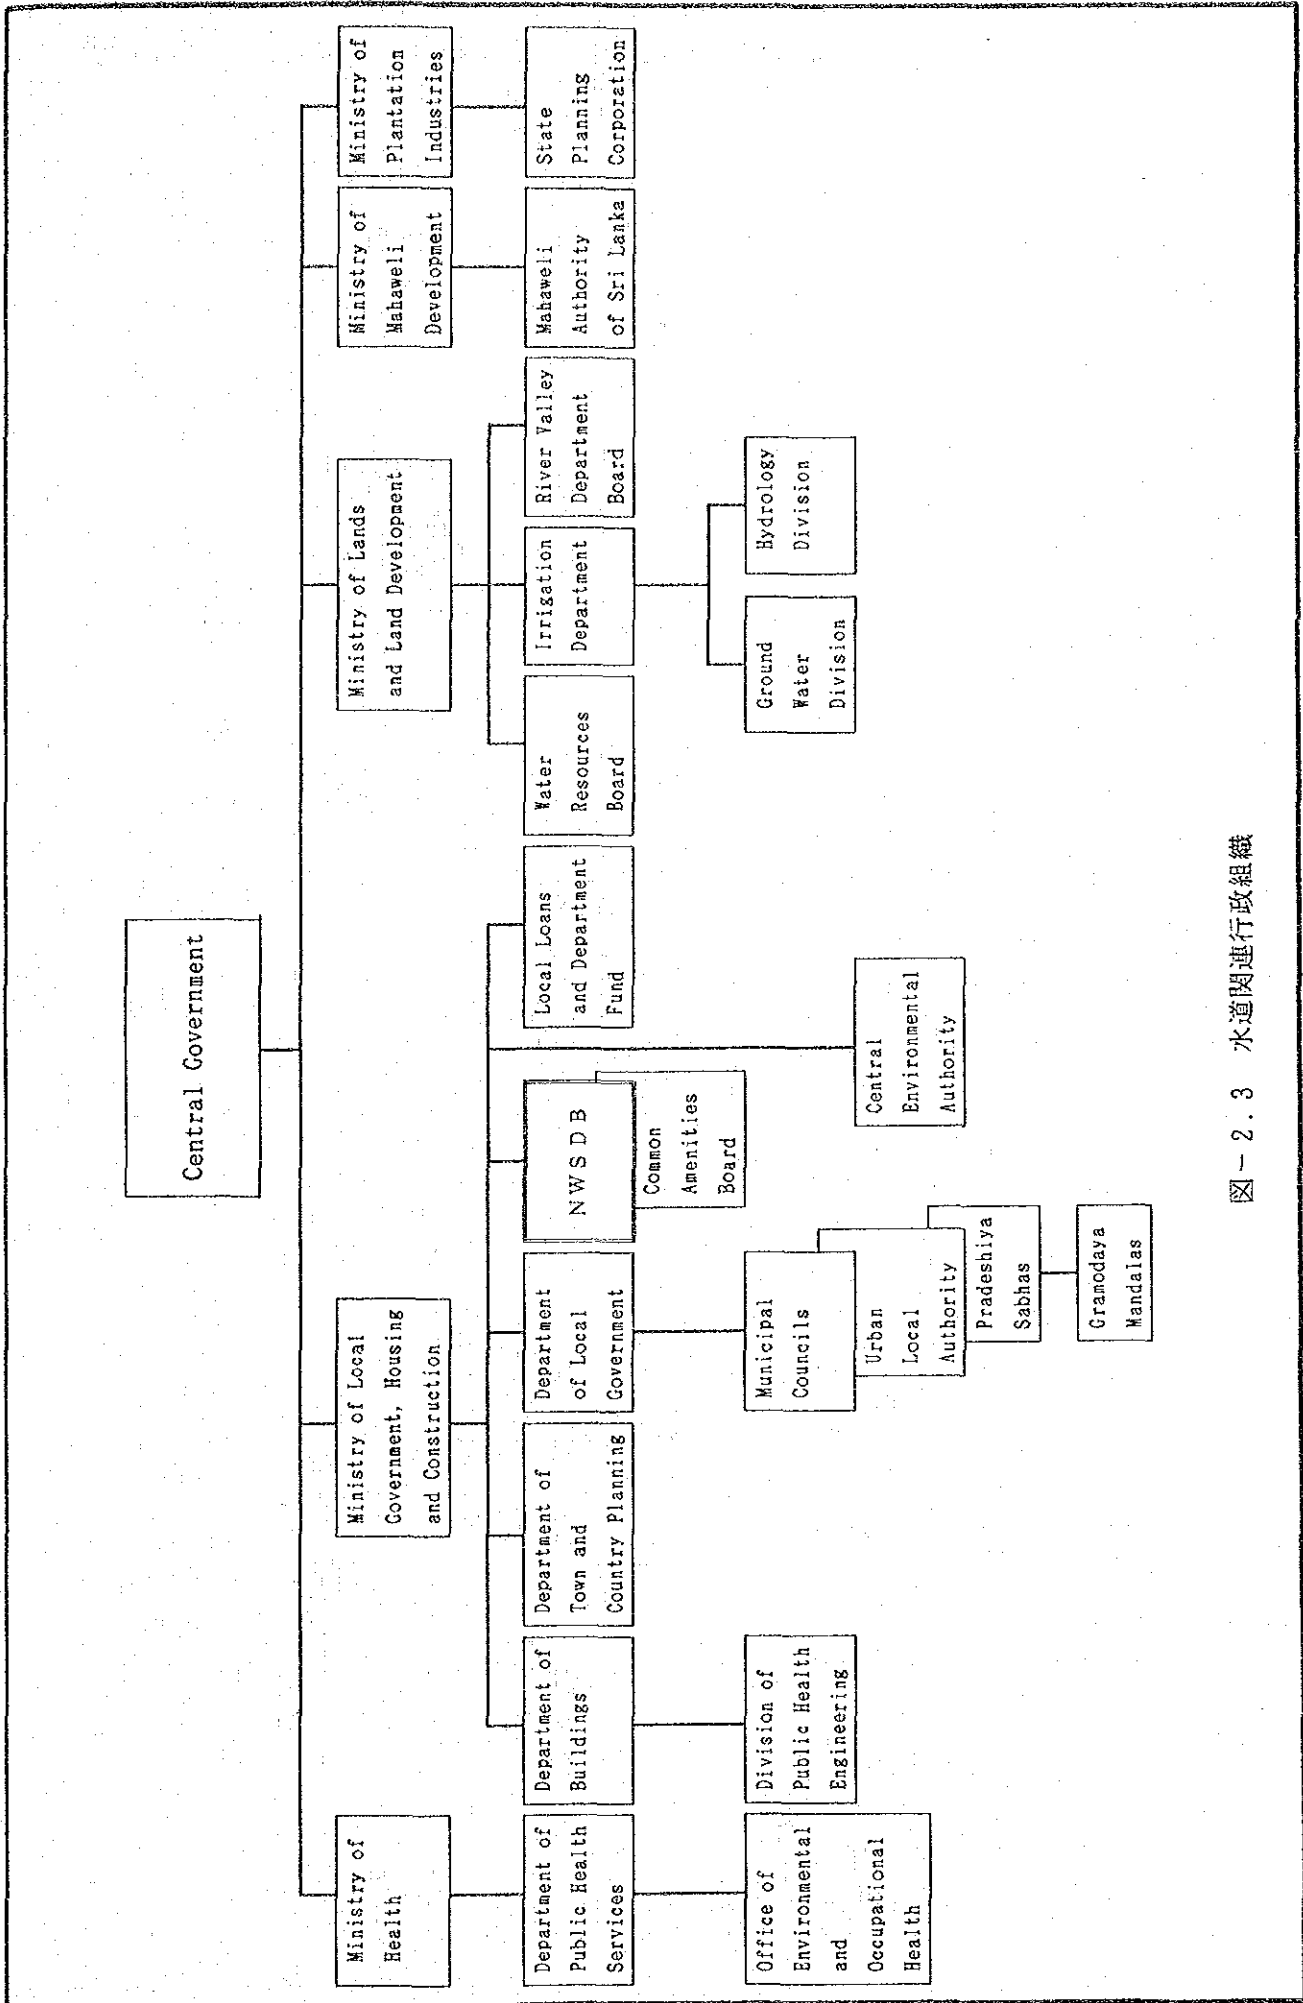 Central Government
Ministry of
Health
Ministry of Local
Government, Housing
and Construction
Ministry of Lands
and Land Development
Ministry of
Mahaweli
Development
Ministry of
Plantation
Industries
Department of
Public Health
Services
Department of
Buildings
Department of
Town and
Country Planning
Department
of Local
Government
NWSDB
Local Loans
and Department
Fund
Water
Resources
Board
Irrigation
Department
River Valley
Department
Board
Mahaweli
Authority
of Sri Lanka
State
Planning
Corporation
Common
Amenities
Board
Office of
Environmental
and
Occupational
Health
Division of
Public Health
Engineering
Municipal
Councils
Urban
Local
Authority
Pradeshiya
Sabhas
Gramodaya
Mandalas
Central
Environmental
Authority
Ground
Water
Division
Hydrology
Division
図-2.3 水道関連行政組織